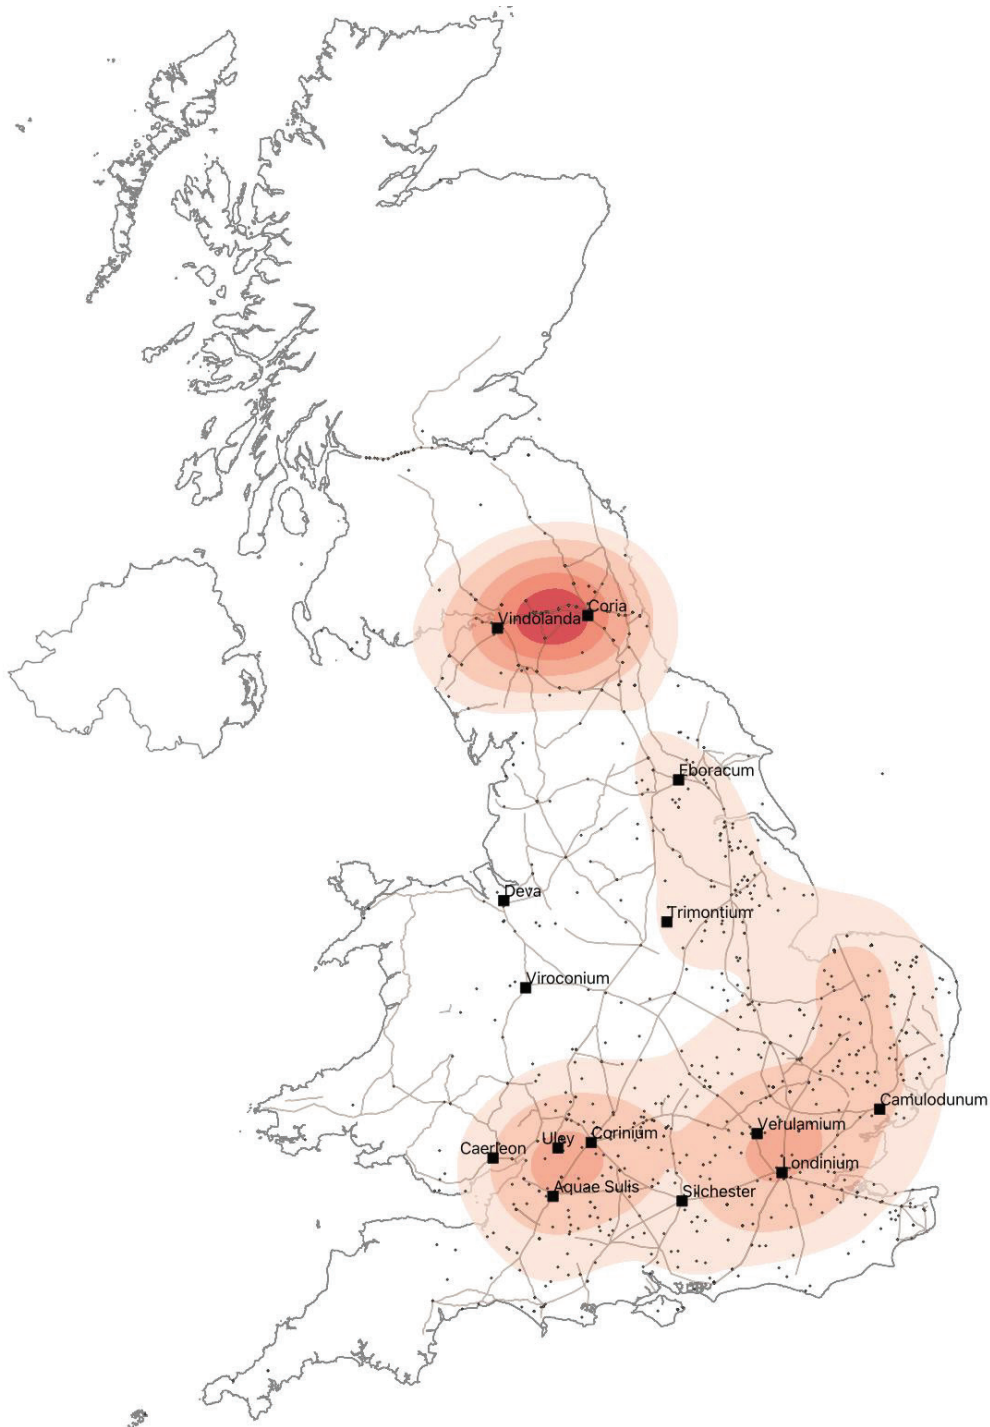 Coria
Vindolanda
Eboracum
Deva
Trimontium
Viroconium
Camulodunum
Verulamium
Uley
Corinium
Caerleon
Londinium
Aquae Sulis
Silchester